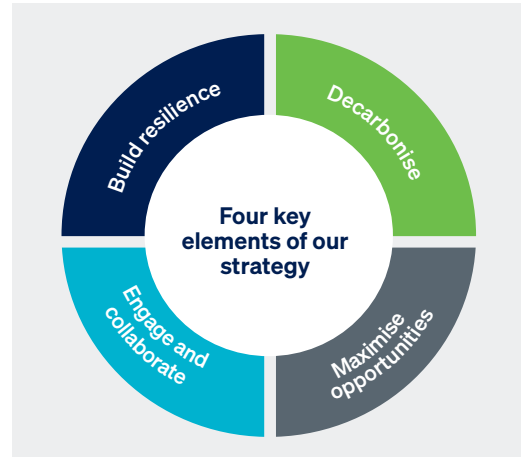 Build resilience
Decarbonise
Four key
elements of our
strategy
Engage and
collaborate
Maximise
opportunities